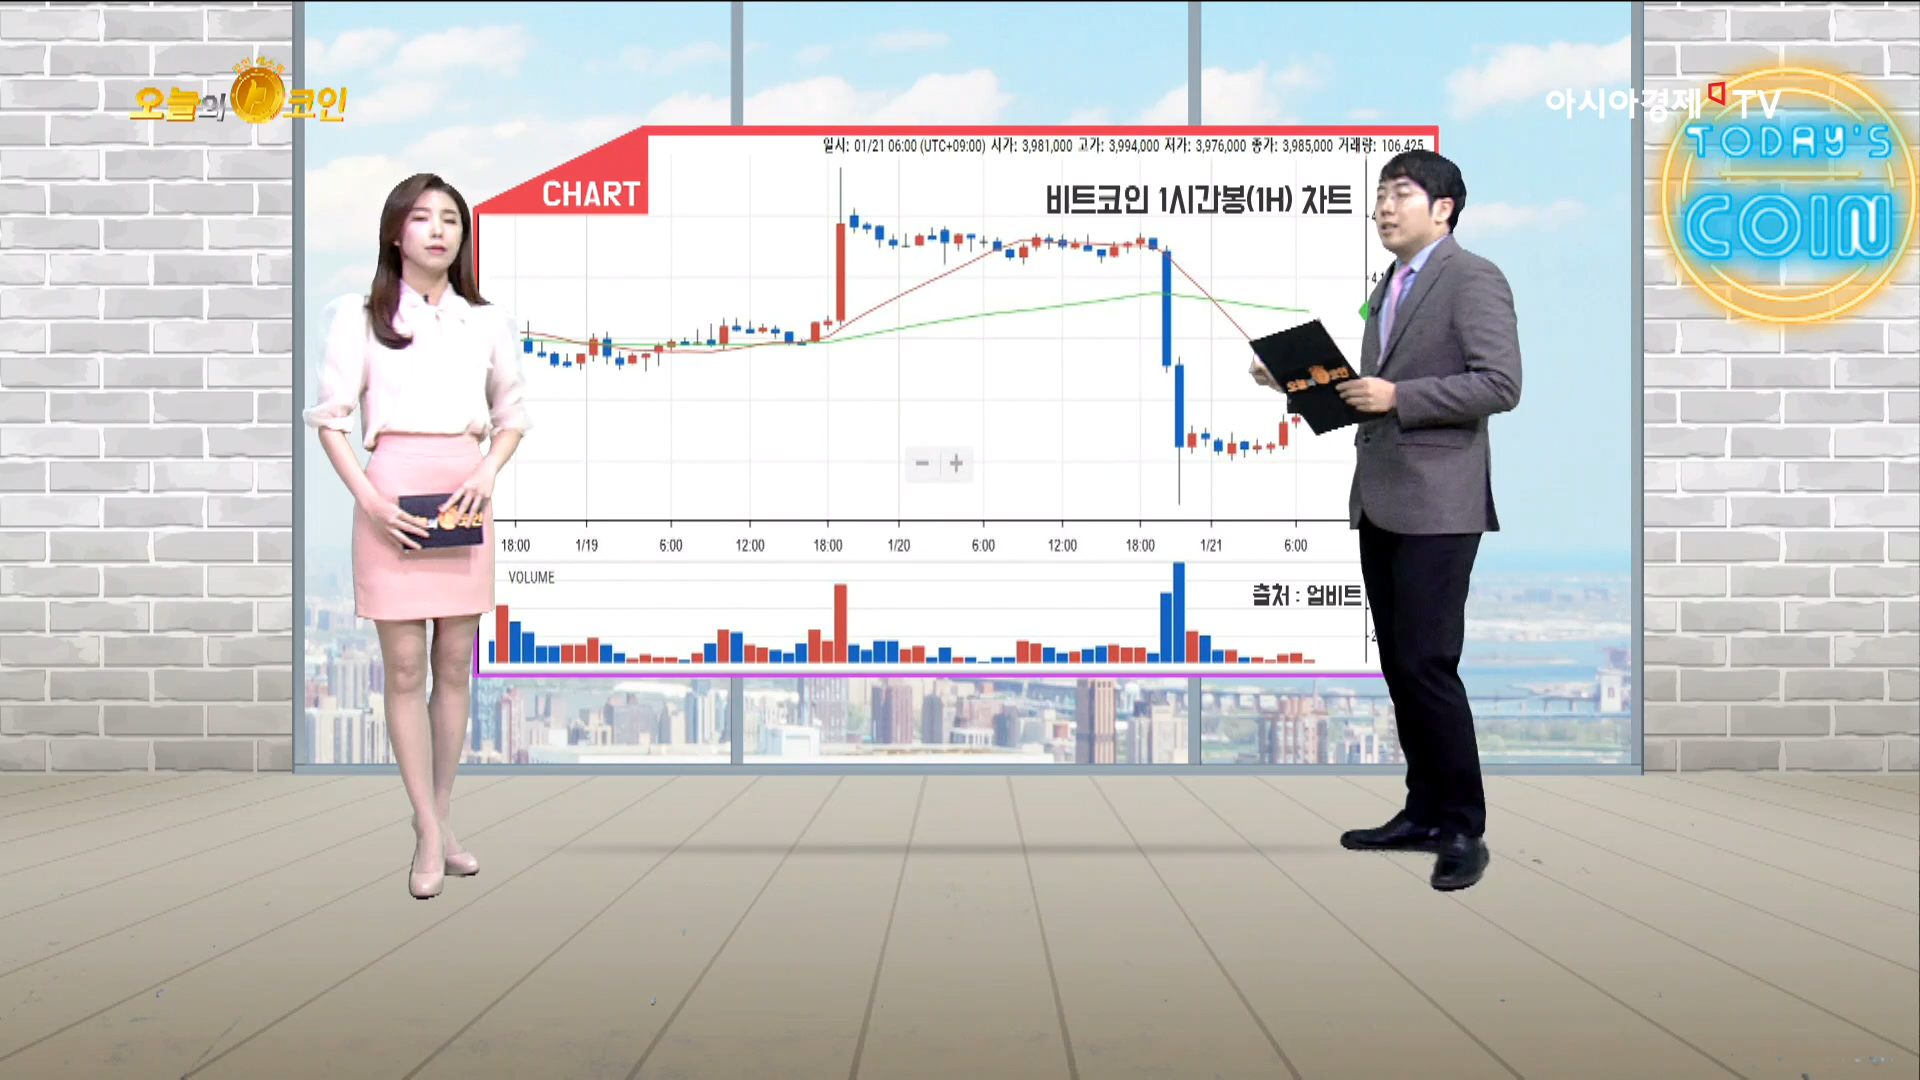 오늘의 코인
아시아경제 TV
TODAY'S
COIN
CHART
일시: 01/21 06:00 (UTC+09:00) 시가: 3,981,000 고가: 3,994,000 저가: 3,976,000 종가: 3,985,000 거래량: 106.425
비트코인 1시간봉(1H) 차트
18:00 1/19 6:00 12:00 18:00 1/20 6:00 12:00 18:00 1/21 6:00
VOLUME
출처 : 업비트